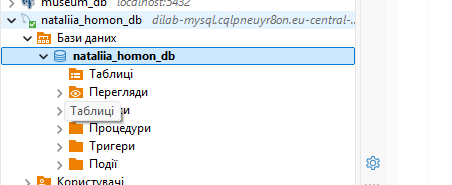 museum_db localhost:5432
nataliia_homon_db dilab-mysql.cqlpneuyr8on.eu-central-...
Бази даних
nataliia_homon_db
Таблиці
Перегляди
Таблиці
Процедури
Тригери
Події
Користувачі